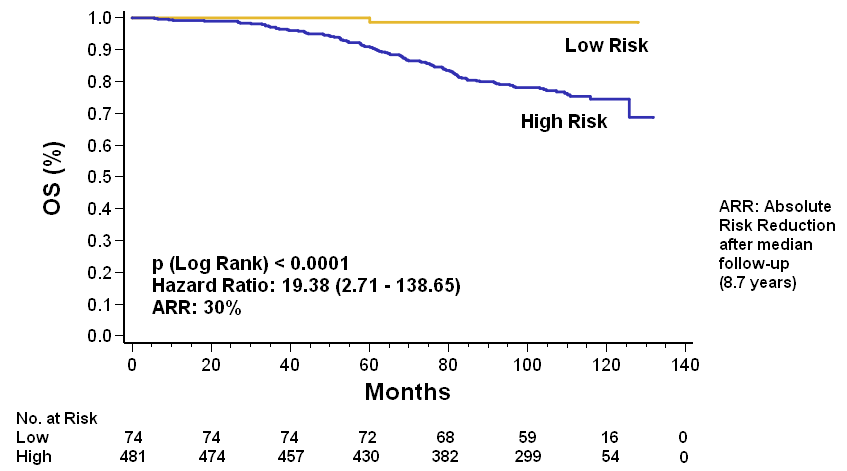 1.0
0.9
0.8
0.7
0.6
0.5
0.4
0.3
0.2
0.1
0.0
OS (%)
Low Risk
High Risk
p (Log Rank) < 0.0001
Hazard Ratio: 19.38 (2.71 - 138.65)
ARR: 30%
ARR: Absolute
Risk Reduction
after median
follow-up
(8.7 years)
0 20 40 60 80 100 120 140
Months
No. at Risk
Low 74 74 74 72 68 59 16 0
High 481 474 457 430 382 299 54 0